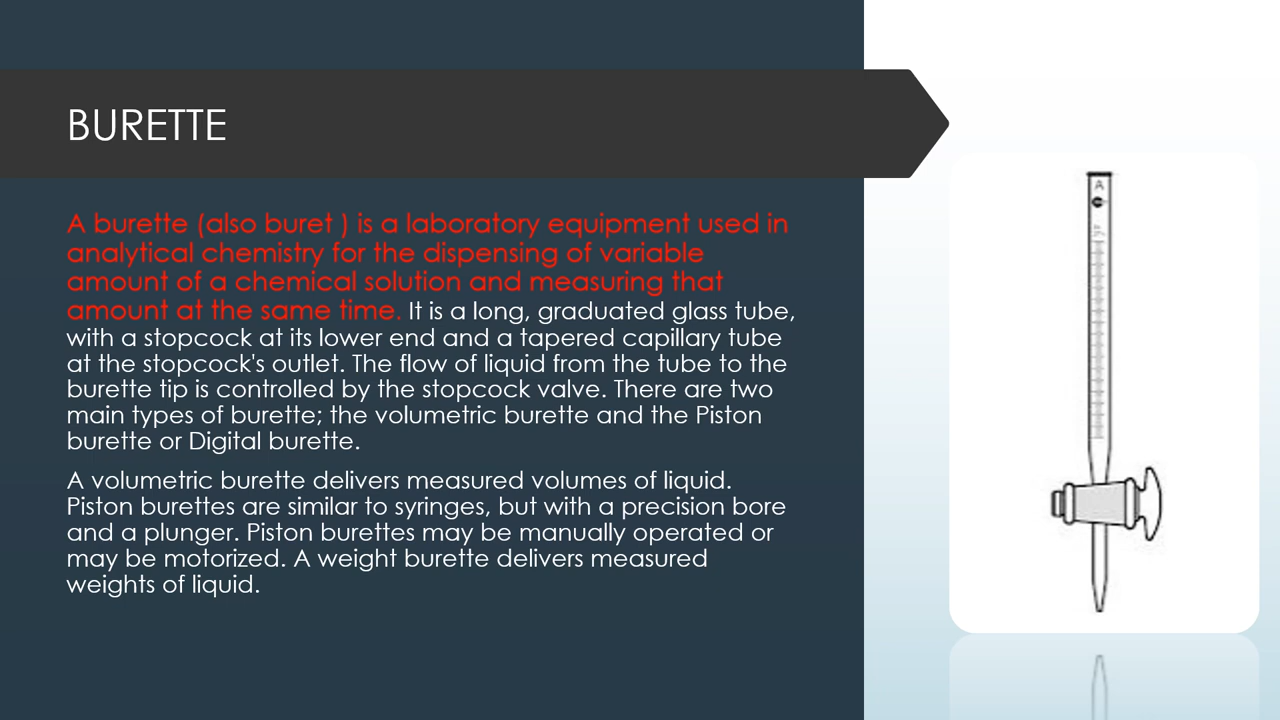 BURETTE
A burette (also buret ) is a laboratory equipment used in
analytical chemistry for the dispensing of variable
amount of a chemical solution and measuring that
amount at the same time. It is a long, graduated glass tube,
with a stopcock at its lower end and a tapered capillary tube
at the stopcock's outlet. The flow of liquid from the tube to the
burette tip is controlled by the stopcock valve. There are two
main types of burette; the volumetric burette and the Piston
burette or Digital burette.
A volumetric burette delivers measured volumes of liquid.
Piston burettes are similar to syringes, but with a precision bore
and a plunger. Piston burettes may be manually operated or
may be motorized. A weight burette delivers measured
weights of liquid.
A